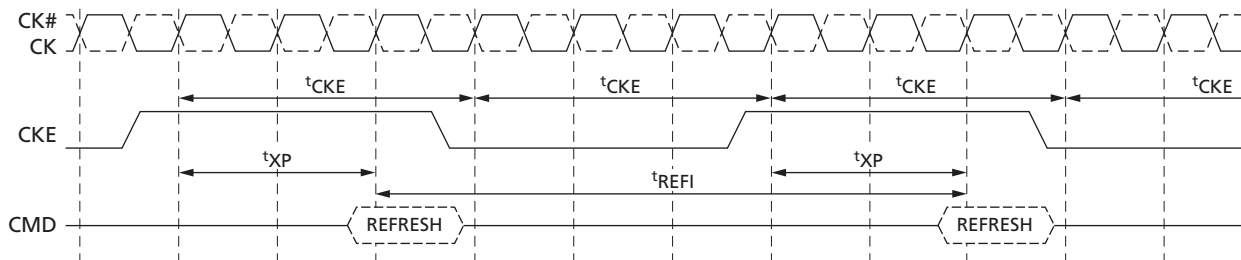 CK#
CK
tCKE tCKE tCKE tCKE
CKE
tXP tXP
tREFI
CMD REFRESH REFRESH